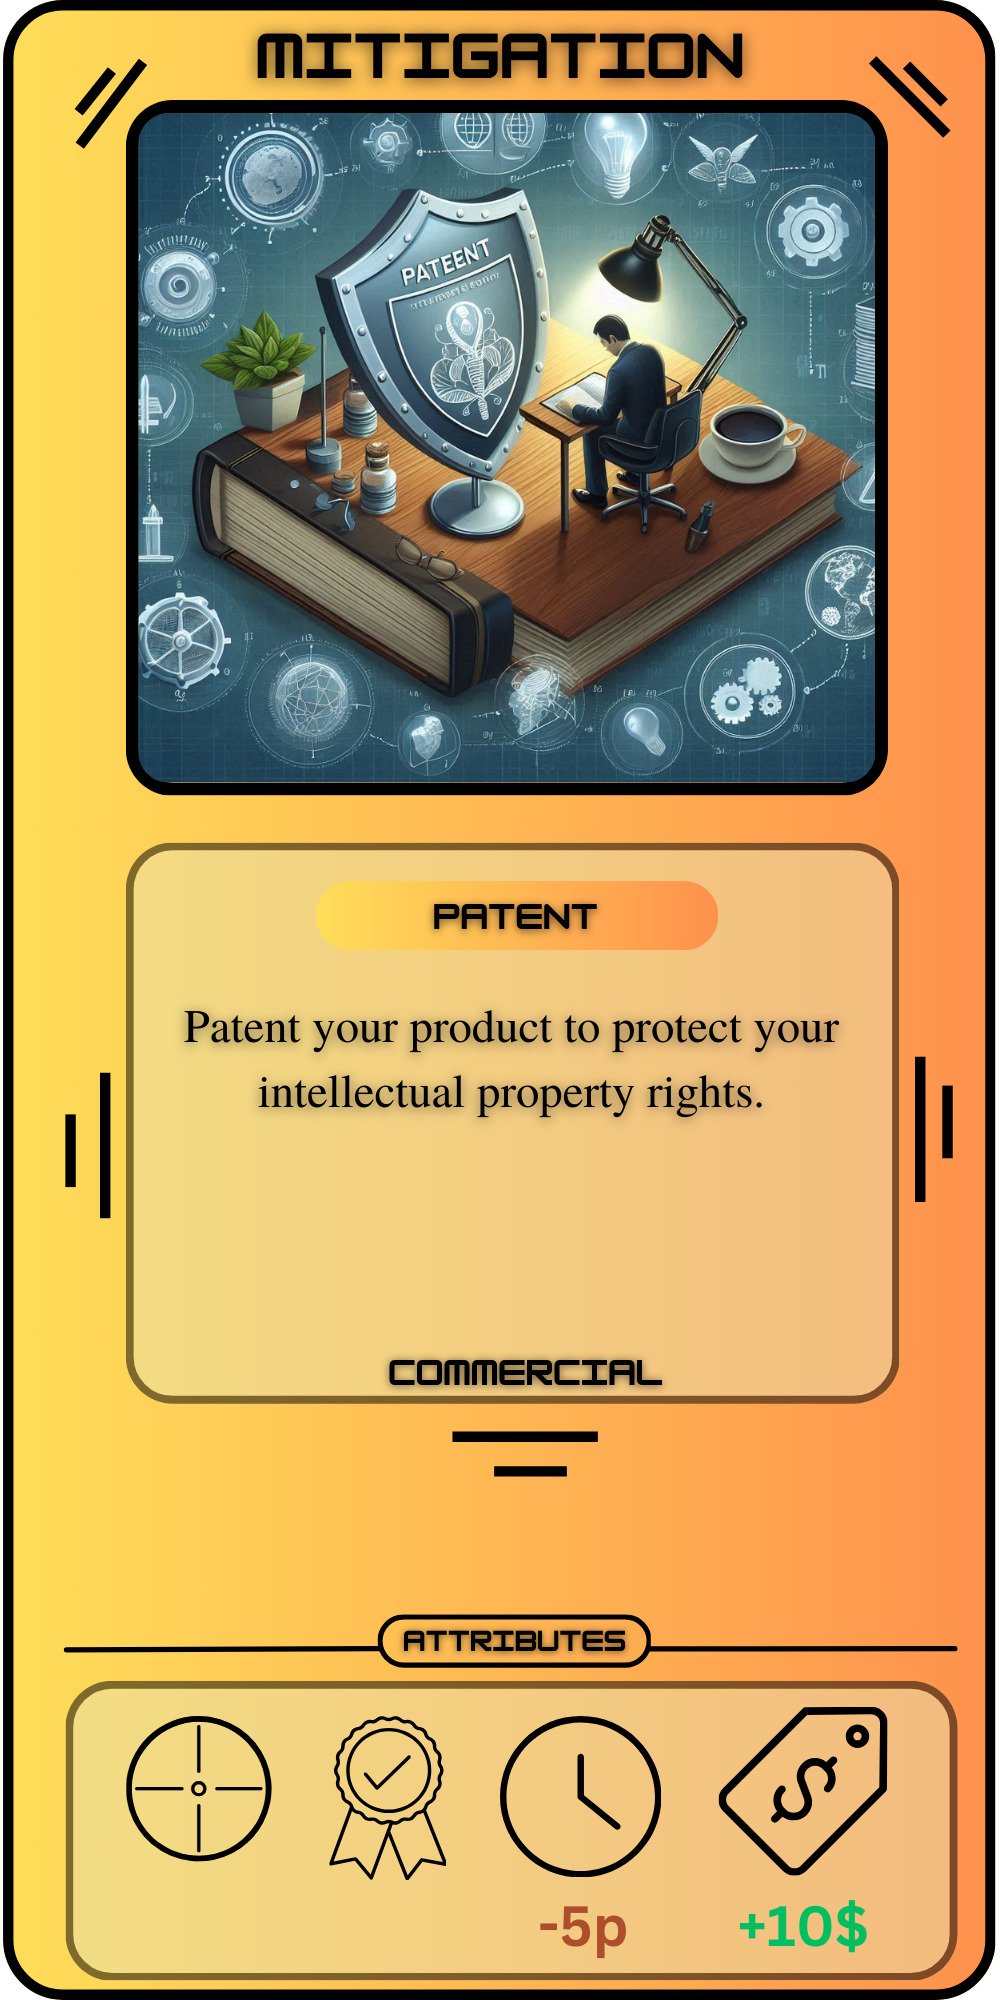 MITIGATION
PATEENT
PATENT
Patent your product to protect your
intellectual property rights.
COMMERCIAL
ATTRIBUTES
-5p
+10$